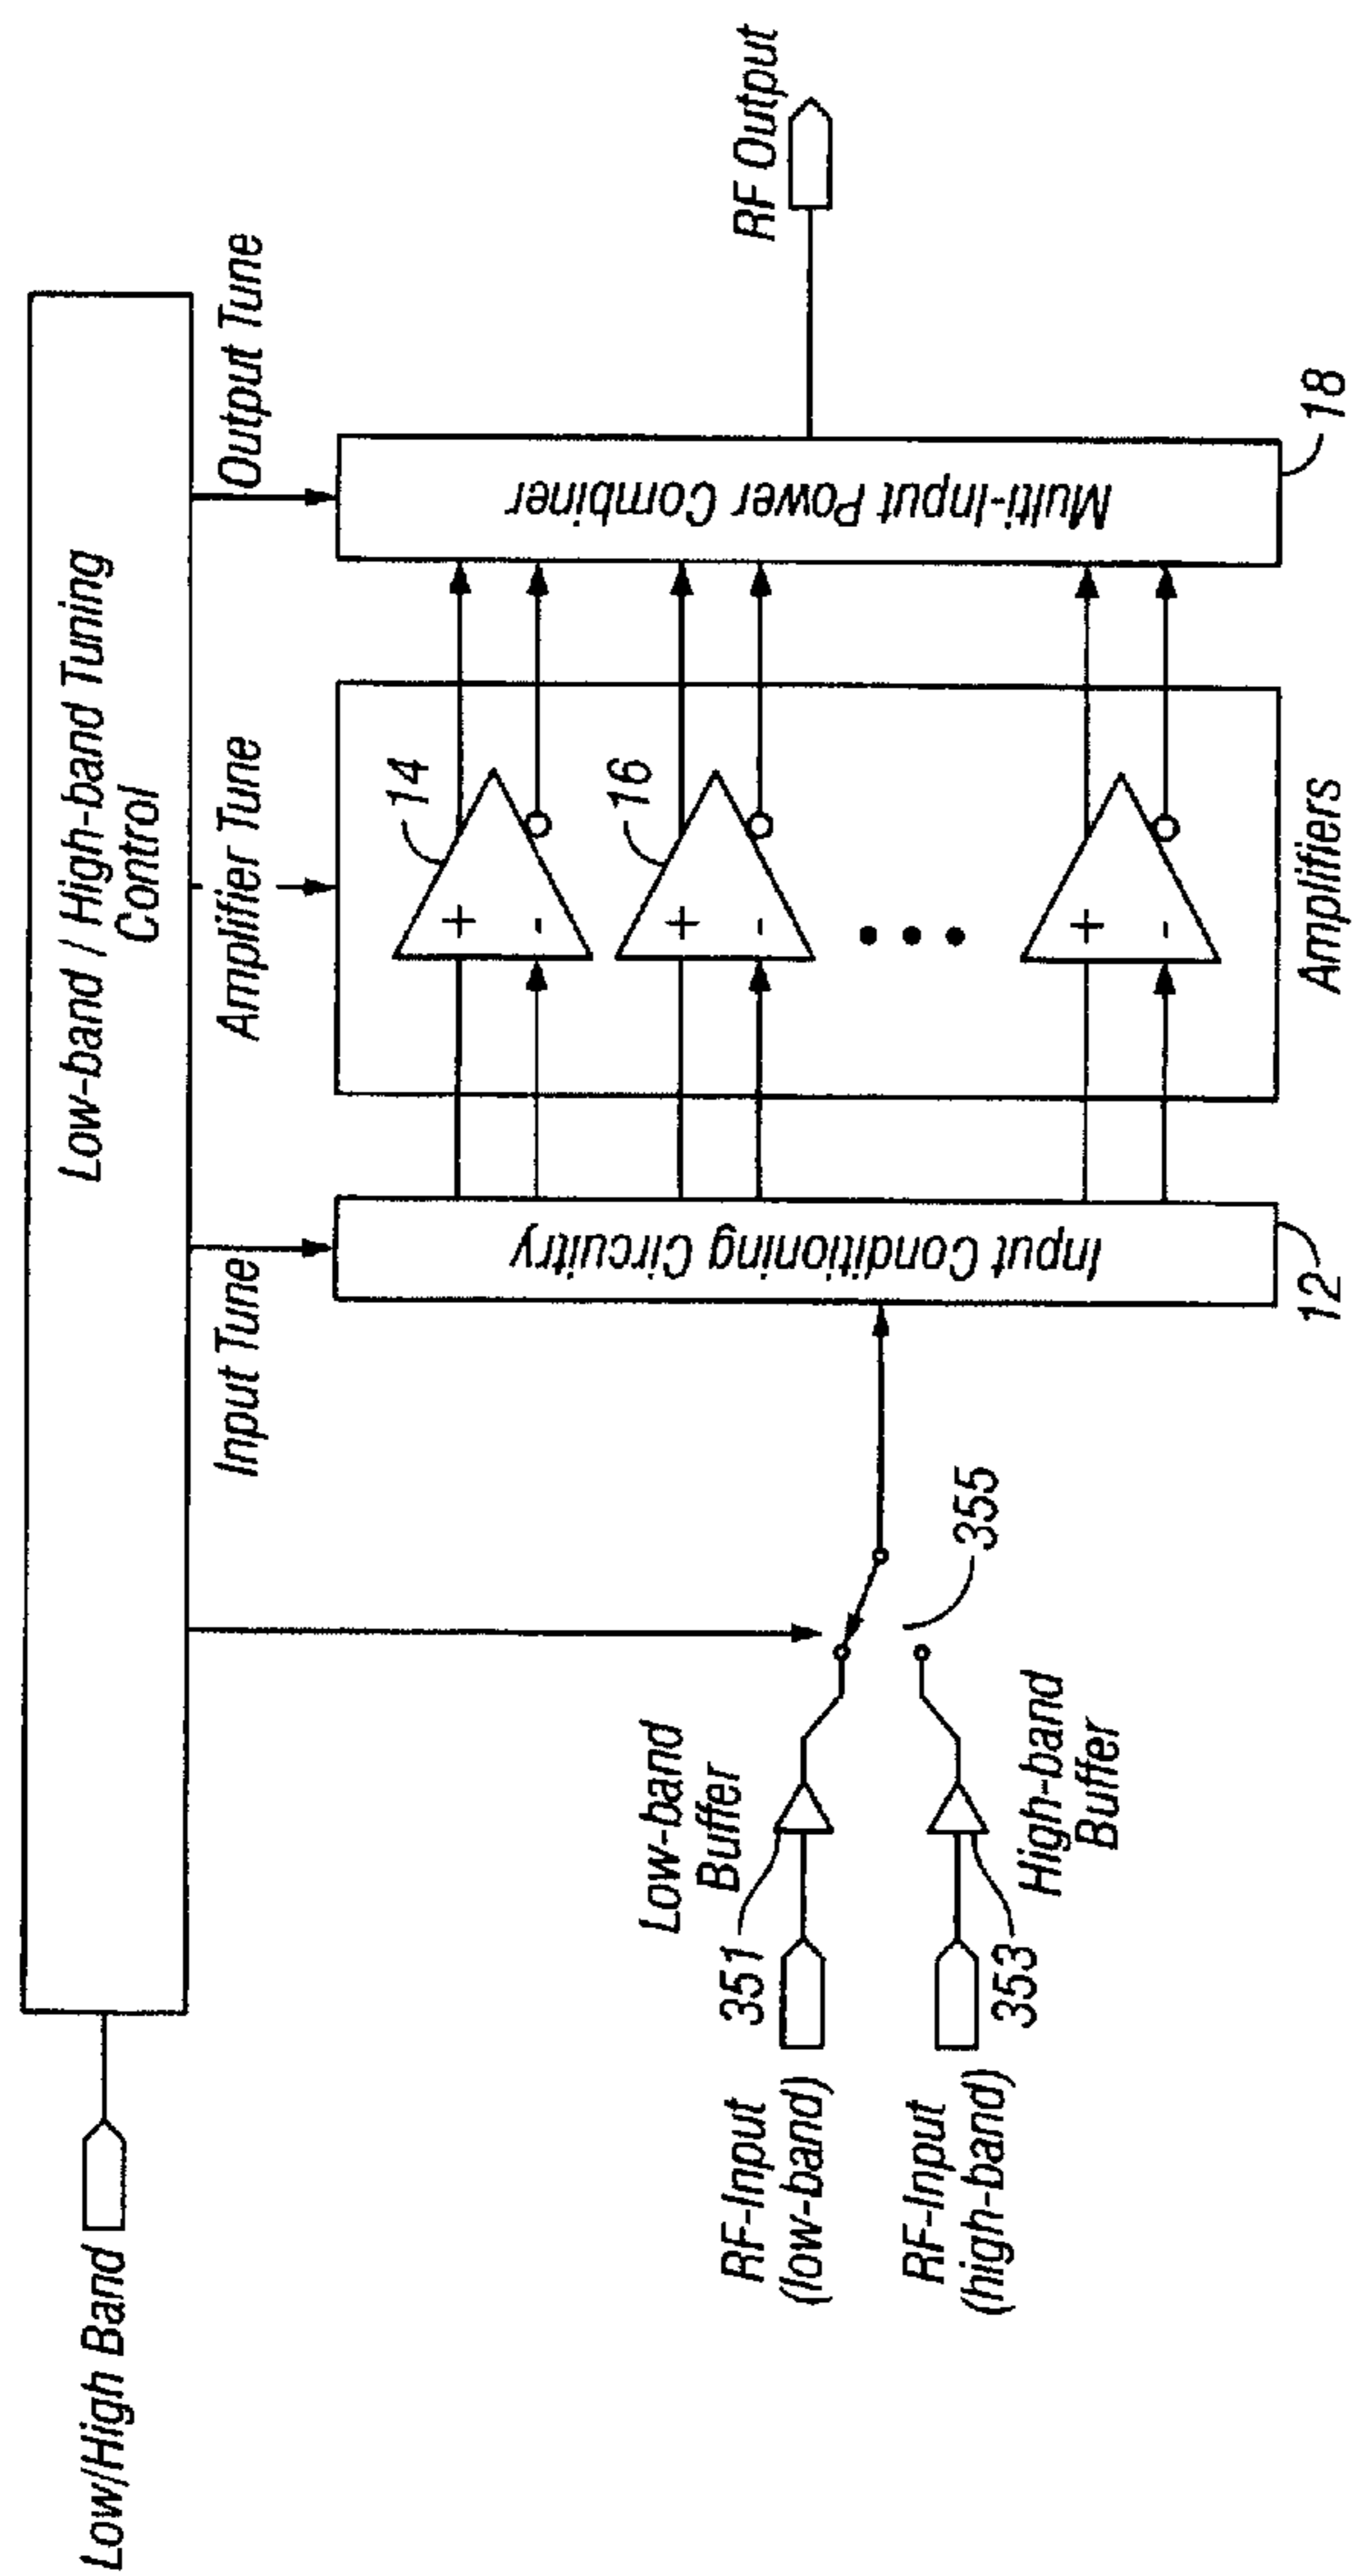 Low/High Band
Low-band / High-band Tuning
Control
Input Tune
Amplifier Tune
Output Tune
RF-Input
(low-band)
351
Low-band
Buffer
RF-Input
(high-band)
353
High-band
Buffer
355
Input Conditioning Circuitry
12
+
-
14
+
-
16
+
-
Amplifiers
Multi-Input Power Combiner
18
RF Output